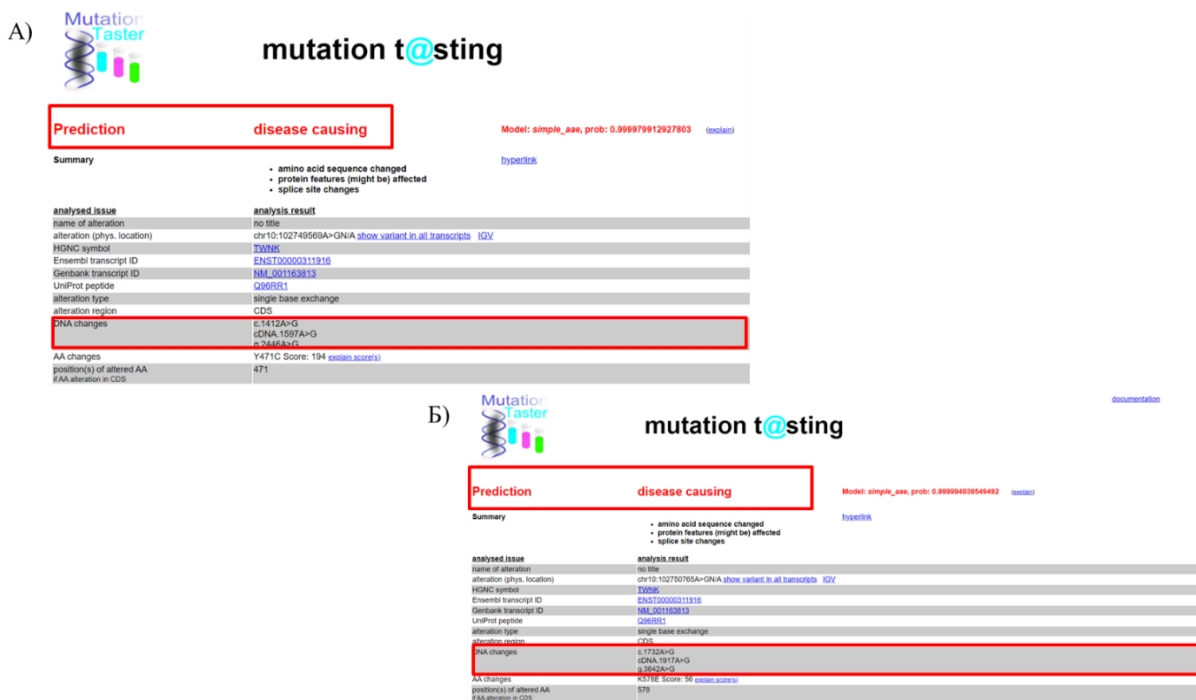 А)
Mutation
Taster
mutation t@sting
Prediction disease causing Model: simple_aae, prob: 0.999979912927803 (explain)
Summary hyperlink
• amino acid sequence changed
• protein features (might be) affected
• splice site changes
analysed issue analysis result
name of alteration no title
alteration (phys. location) chr10:102749569A>GN/A show variant in all transcripts IGV
HGNC symbol TWNK
Ensembl transcript ID ENST00000311916
Genbank transcript ID NM_001163813
UniProt peptide Q96RR1
alteration type single base exchange
alteration region CDS
DNA changes c.1412A>G
cDNA.1597A>G
g.2446A>G
AA changes Y471C Score: 194 explain score(s)
position(s) of altered AA 471
if AA alteration in CDS
Б)
Mutation
Taster
documentation
mutation t@sting
Prediction disease causing Model: simple_aae, prob: 0.999994939549492 (explain)
Summary hyperlink
• amino acid sequence changed
• protein features (might be) affected
• splice site changes
analysed issue analysis result
name of alteration no title
alteration (phys. location) chr10:102750765A>GN/A show variant in all transcripts IGV
HGNC symbol TWNK
Ensembl transcript ID ENST00000311916
Genbank transcript ID NM_001163813
UniProt peptide Q96RR1
alteration type single base exchange
alteration region CDS
DNA changes c.1732A>G
cDNA.1917A>G
g.3642A>G
AA changes K578E Score: 56 explain score(s)
position(s) of altered AA 578
if AA alteration in CDS